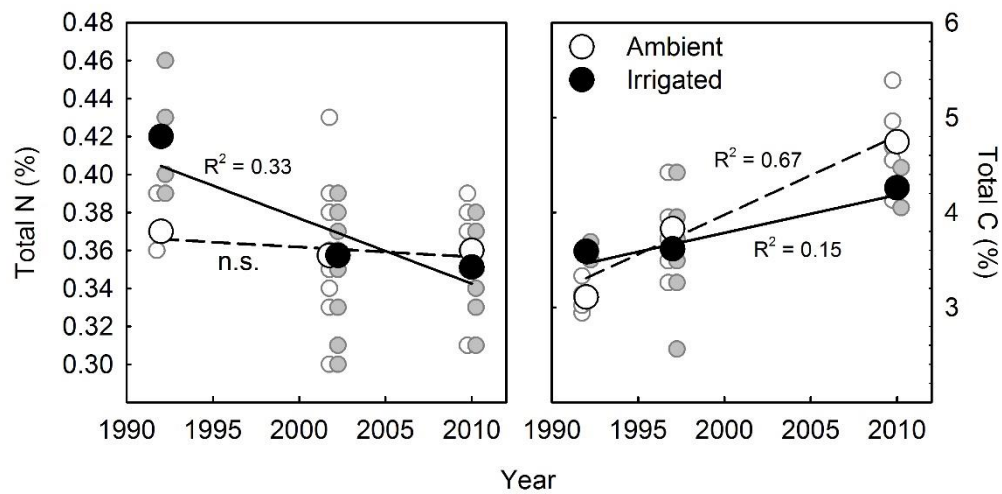 Total N (%)
0.48
0.46
0.44
0.42
0.40
0.38
0.36
0.34
0.32
0.30
R² = 0.33
n.s.
1990 1995 2000 2005 2010
Ambient
Irrigated
R² = 0.67
R² = 0.15
1990 1995 2000 2005 2010
6
5
4
3
Total C (%)
Year